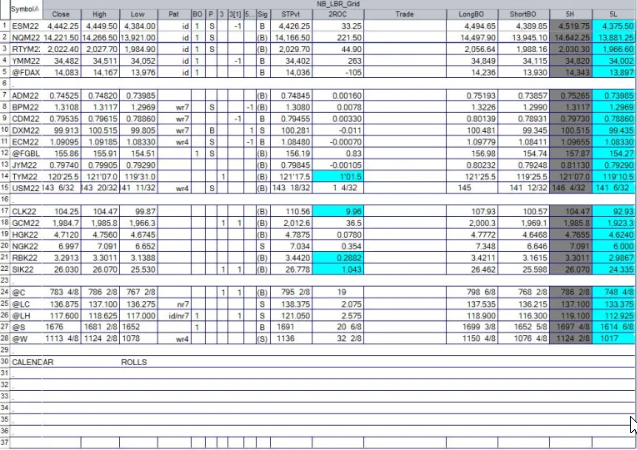 NB_LBR_Grid
Symbol Close High Low Pat BO P 3 3[1] 5... Sig STPvt 2ROC Trade LongBO ShortBO 5H 5L
1 ESM22 4,442.25 4,449.50 4,384.00 id 1 S -1 B 4,426.25 33.25 4,494.65 4,389.85 4,519.75 4,375.50
2 NQM22 14,221.50 14,266.50 13,921.00 id 1 S (B) 14,166.50 221.50 14,497.90 13,945.10 14,642.25 13,881.25
3 RTYM2 2,022.40 2,027.70 1,984.90 id 1 S (B) 2,029.70 44.90 2,056.64 1,988.16 2,030.30 1,966.60
4 YMM22 34,482 34,511 34,052 id 1 -1 B 34,402 263 34,849 34,115 34,820 34,002
5 @FDAX 14,083 14,167 13,976 id 1 B 14,036 -105 14,236 13,930 14,343 13,897
6
7 ADM22 0.74525 0.74820 0.73985 (B) 0.74845 0.00160 0.75193 0.73857 0.75265 0.73985
8 BPM22 1.3108 1.3117 1.2969 wr7 S -1 (B) 1.3080 0.0078 1.3226 1.2990 1.3117 1.2969
9 CDM22 0.79535 0.79615 0.78860 wr7 -1 (B) 0.79455 0.00330 0.80139 0.78931 0.79760 0.78860
10 DXM22 99.913 100.515 99.805 wr7 B 1 S 100.281 -0.011 100.481 99.345 100.515 99.435
11 ECM22 1.09095 1.09185 1.08330 wr4 S -1 B 1.08480 -0.00070 1.09779 1.08411 1.09655 1.08330
12 @FGBL 155.86 155.91 154.51 1 S (B) 156.19 0.83 156.98 154.74 157.87 154.27
13 JYM22 0.79740 0.79905 0.79290 (B) 0.79845 -0.00105 0.80232 0.79248 0.81130 0.79290
14 TYM22 120'25.5 121'07.0 119'31.0 1 (B) 121'17.5 1'01.5 121'25.5 121'07.0 119'10.5
15 USM22 143 6/32 143 20/32 141 11/32 wr4 S (B) 143 18/32 1 4/32 145 141 12/32 146 4/32 141 6/32
16
17 CLK22 104.25 104.47 99.87 (B) 110.56 9.96 107.93 100.57 104.47 92.93
18 GCM22 1,984.7 1,985.8 1,966.3 1 1 (B) 2,012.6 36.5 2,000.3 1,969.1 1,985.8 1,923.3
19 HGK22 4.7120 4.7560 4.6745 (B) 4.7875 0.0780 4.7772 4.6468 4.7655 4.6240
20 NGK22 6.997 7.091 6.652 S 7.034 0.354 7.348 6.646 7.091 6.000
21 RBK22 3.2913 3.3011 3.1388 (B) 3.4420 0.2882 3.4211 3.1615 3.3011 2.9867
22 SIK22 26.030 26.070 25.530 1 1 (B) 26.778 1.043 26.462 25.598 26.070 24.335
23
24 @C 783 4/8 786 2/8 767 2/8 1 1 (B) 795 2/8 19 798 6/8 768 2/8 786 2/8 748 4/8
25 @LC 136.875 137.100 136.275 nr7 S 138.375 2.075 137.535 136.215 137.100 133.375
26 @LH 117.600 118.625 117.000 id/nr7 1 1 S 121.050 2.575 118.900 116.300 119.100 112.925
27 @S 1676 1681 2/8 1652 1 B 1691 20 6/8 1699 3/8 1652 5/8 1697 4/8 1614 6/8
28 @W 1113 4/8 1124 2/8 1078 wr4 (S) 1136 32 2/8 1150 4/8 1076 4/8 1124 2/8 1017
29
30 CALENDAR ROLLS
31
32
33
34
35
36
37